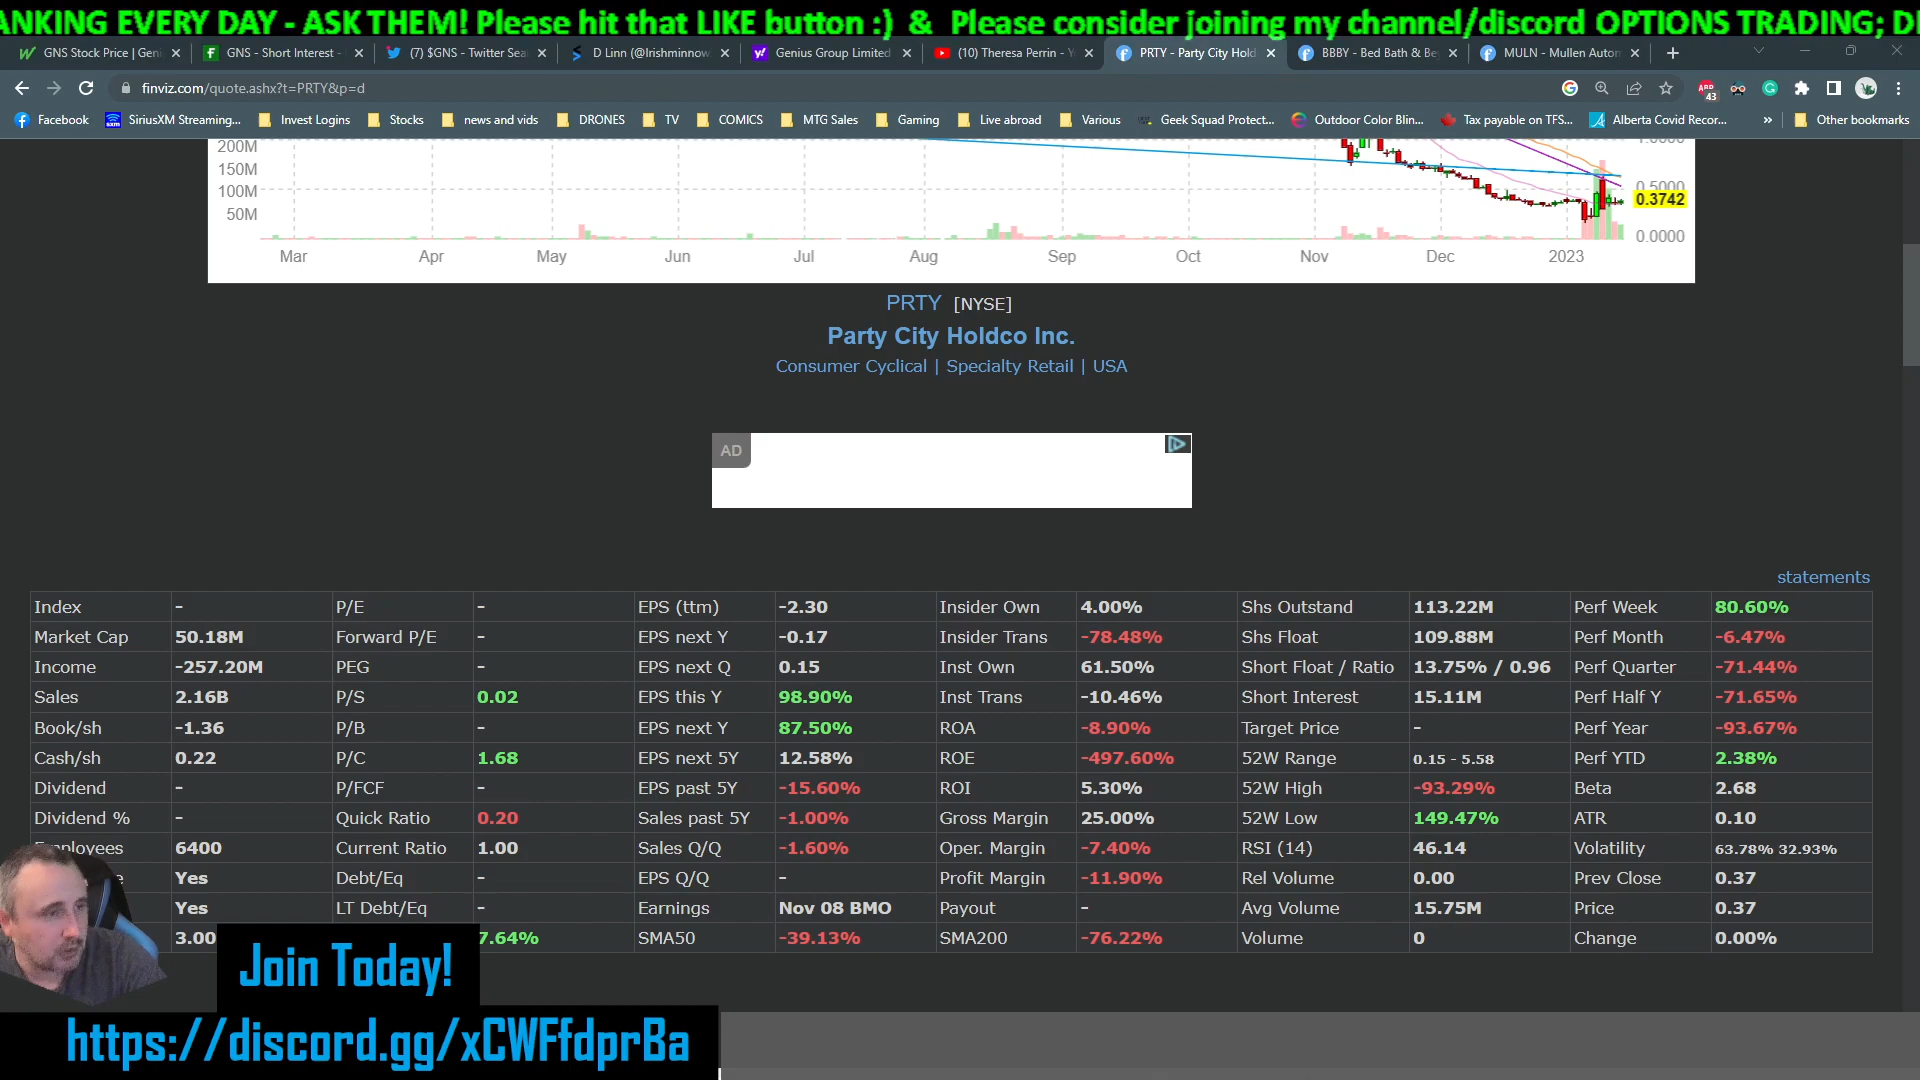 ANKING EVERY DAY - ASK THEM! Please hit that LIKE button :) & Please consider joining my channel/discord OPTIONS TRADING; D
GNS Stock Price | Geni
GNS - Short Interest -
(7) $GNS - Twitter Sea
D Linn (@Irishminnow
Genius Group Limited
(10) Theresa Perrin - Y
PRTY - Party City Hold
BBBY - Bed Bath & Be
MULN - Mullen Autom
finviz.com/quote.ashx?t=PRTY&p=d
43
Facebook
SiriusXM Streaming...
Invest Logins
Stocks
news and vids
DRONES
TV
COMICS
MTG Sales
Gaming
Live abroad
Various
Geek Squad Protect...
Outdoor Color Blin...
Tax payable on TFS...
Alberta Covid Recor...
»
Other bookmarks
200M
150M
100M
50M
1.0000
0.5000
0.3742
0.0000
Mar Apr May Jun Jul Aug Sep Oct Nov Dec 2023
PRTY [NYSE]
Party City Holdco Inc.
Consumer Cyclical | Specialty Retail | USA
AD
statements
Index - P/E - EPS (ttm) -2.30 Insider Own 4.00% Shs Outstand 113.22M Perf Week 80.60%
Market Cap 50.18M Forward P/E - EPS next Y -0.17 Insider Trans -78.48% Shs Float 109.88M Perf Month -6.47%
Income -257.20M PEG - EPS next Q 0.15 Inst Own 61.50% Short Float / Ratio 13.75% / 0.96 Perf Quarter -71.44%
Sales 2.16B P/S 0.02 EPS this Y 98.90% Inst Trans -10.46% Short Interest 15.11M Perf Half Y -71.65%
Book/sh -1.36 P/B - EPS next Y 87.50% ROA -8.90% Target Price - Perf Year -93.67%
Cash/sh 0.22 P/C 1.68 EPS next 5Y 12.58% ROE -497.60% 52W Range 0.15 - 5.58 Perf YTD 2.38%
Dividend - P/FCF - EPS past 5Y -15.60% ROI 5.30% 52W High -93.29% Beta 2.68
Dividend % - Quick Ratio 0.20 Sales past 5Y -1.00% Gross Margin 25.00% 52W Low 149.47% ATR 0.10
Employees 6400 Current Ratio 1.00 Sales Q/Q -1.60% Oper. Margin -7.40% RSI (14) 46.14 Volatility 63.78% 32.93%
e Yes Debt/Eq - EPS Q/Q - Profit Margin -11.90% Rel Volume 0.00 Prev Close 0.37
Yes LT Debt/Eq - Earnings Nov 08 BMO Payout - Avg Volume 15.75M Price 0.37
3.00 7.64% SMA50 -39.13% SMA200 -76.22% Volume 0 Change 0.00%
Join Today!
https://discord.gg/xCWFfdprBa